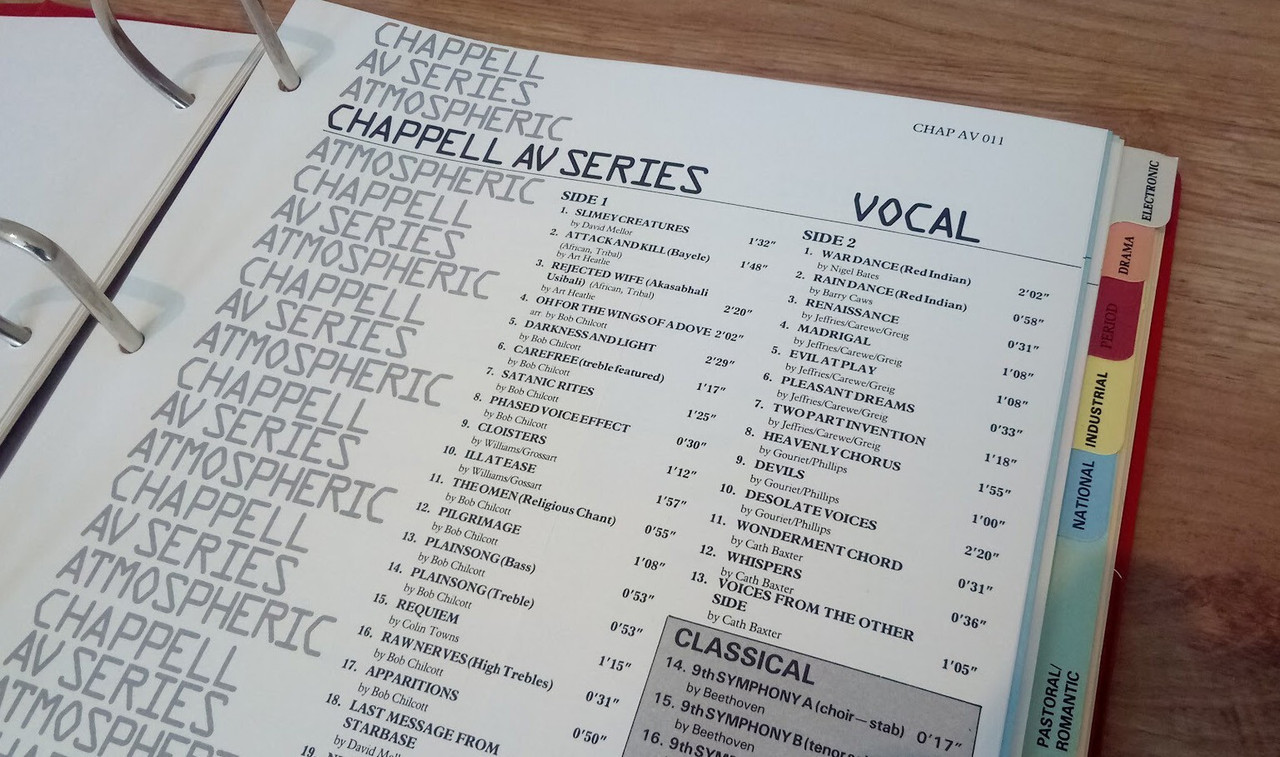 CHAPPELL
AV SERIES
ATMOSPHERIC
CHAP AV 011
CHAPPELL AV SERIES
VOCAL
ATMOSPHERIC
CHAPPELL
AV SERIES
ATMOSPHERIC
CHAPPELL
AV SERIES
ATMOSPHERIC
CHAPPELL
AV SERIES
ATMOSPHERIC
CHAPPELL
AV SERIES
ATMOSPHERIC
CHAPPELL
AV SERIES
ATMOSPHERIC
SIDE 1
1. SLIMEY CREATURES 1'32"
by David Mellor
2. ATTACK AND KILL (Bayele) 1'48"
(African, Tribal)
by Art Heatlie
3. REJECTED WIFE (Akasabhali
Usibali) (African, Tribal) 2'20"
by Art Heatlie
4. OH FOR THE WINGS OF A DOVE 2'02"
arr. by Bob Chilcott
5. DARKNESS AND LIGHT 2'29"
by Bob Chilcott
6. CAREFREE (treble featured) 1'17"
by Bob Chilcott
7. SATANIC RITES 1'25"
by Bob Chilcott
8. PHASED VOICE EFFECT 0'30"
by Bob Chilcott
9. CLOISTERS 1'12"
by Williams/Grossart
10. ILL AT EASE 1'57"
by Williams/Gossart
11. THE OMEN (Religious Chant) 0'55"
by Bob Chilcott
12. PILGRIMAGE 1'08"
by Bob Chilcott
13. PLAINSONG (Bass) 0'53"
by Bob Chilcott
14. PLAINSONG (Treble) 0'53"
by Bob Chilcott
15. REQUIEM 1'15"
by Colin Towns
16. RAW NERVES (High Trebles) 0'31"
by Bob Chilcott
17. APPARITIONS 0'50"
by Bob Chilcott
18. LAST MESSAGE FROM
STARBASE
by David
19.
SIDE 2
1. WAR DANCE (Red Indian) 2'02"
by Nigel Bates
2. RAIN DANCE (Red Indian) 0'58"
by Barry Caws
3. RENAISSANCE 0'31"
by Jeffries/Carewe/Greig
4. MADRIGAL 1'08"
by Jeffries/Carewe/Greig
5. EVIL AT PLAY 1'08"
by Jeffries/Carewe/Greig
6. PLEASANT DREAMS 0'33"
by Jeffries/Carewe/Greig
7. TWO PART INVENTION 1'18"
by Jeffries/Carewe/Greig
8. HEAVENLY CHORUS 1'55"
by Gouriet/Phillips
9. DEVILS 1'00"
by Gouriet/Phillips
10. DESOLATE VOICES 2'20"
by Gouriet/Phillips
11. WONDERMENT CHORD 0'31"
by Cath Baxter
12. WHISPERS 0'36"
by Cath Baxter
13. VOICES FROM THE OTHER
SIDE 1'05"
by Cath Baxter
CLASSICAL
14. 9th SYMPHONY A (choir—stab) 0'17"
by Beethoven
15. 9th SYMPHONY B (tenor
by Beethoven
16. 9th
ELECTRONIC
DRAMA
PERIOD
INDUSTRIAL
NATIONAL
PASTORAL/
ROMANTIC